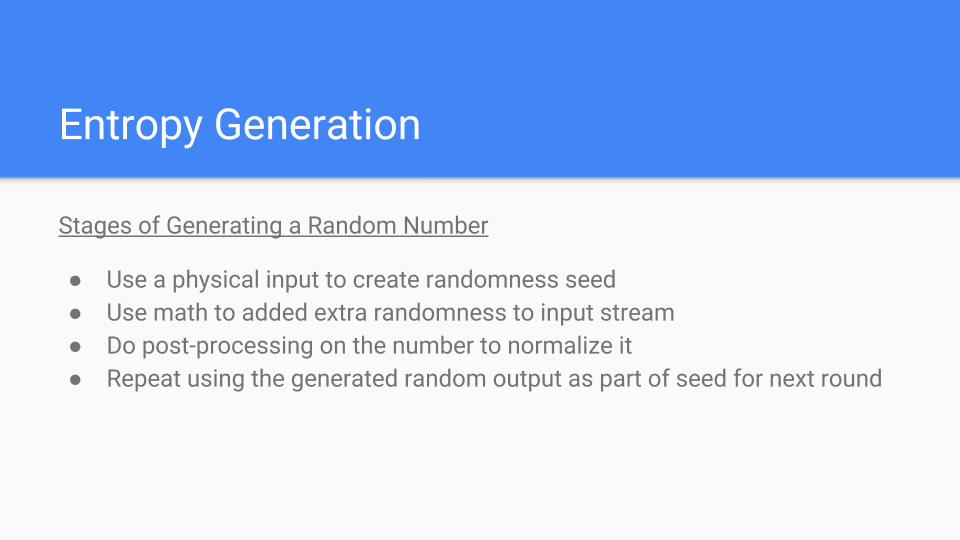 Entropy Generation
Stages of Generating a Random Number
● Use a physical input to create randomness seed
● Use math to added extra randomness to input stream
● Do post-processing on the number to normalize it
● Repeat using the generated random output as part of seed for next round